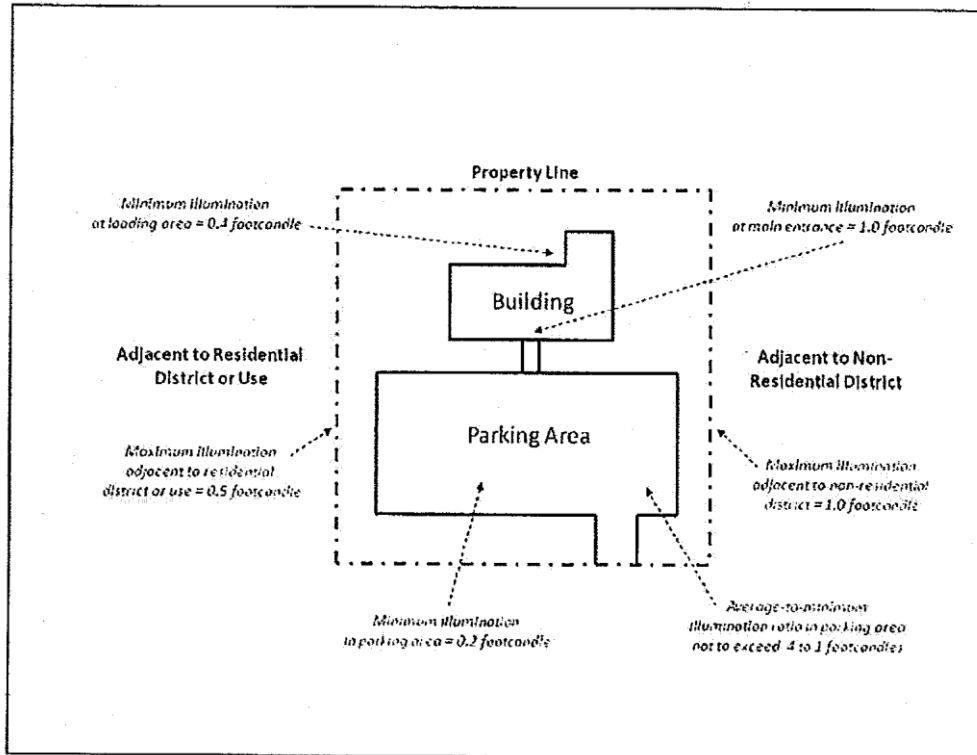 Property Line
Minimum illumination
at loading area = 0.4 footcandle
Minimum illumination
at main entrance = 1.0 footcandle
Building
Adjacent to Residential
District or Use
Adjacent to Non-
Residential District
Parking Area
Maximum illumination
adjacent to residential
district or use = 0.5 footcandle
Maximum illumination
adjacent to non-residential
district = 1.0 footcandle
Minimum illumination
in parking area = 0.2 footcandle
Average-to-minimum
illumination ratio in parking area
not to exceed 4 to 1 footcandles